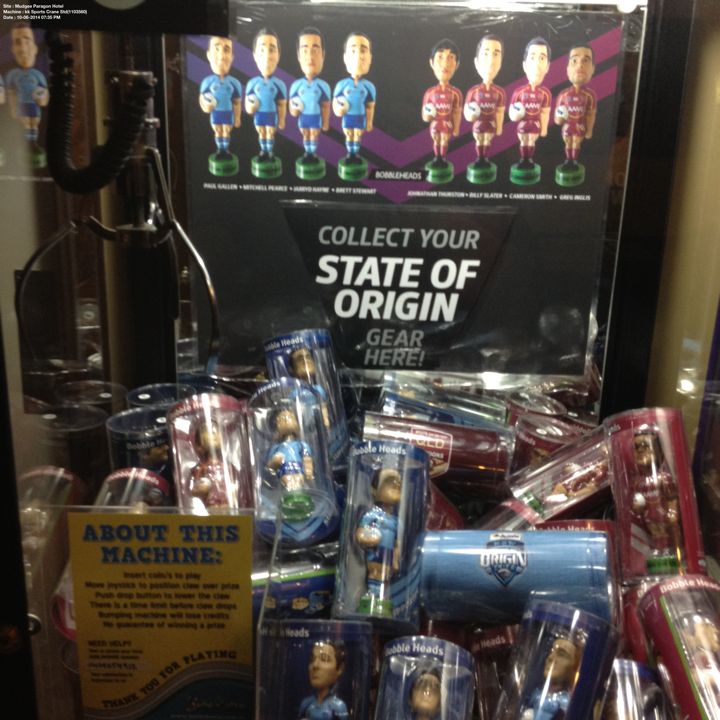 Site : Mudgee Paragon Hotel
Machine : kk Sports Crane Std(1103560)
Date : 10-06-2014 07:35 PM
BOBBLEHEADS
PAUL GALLEN • MITCHELL PEARCE • JARRYD HAYNE • BRETT STEWART
JOHNATHAN THURSTON • BILLY SLATER • CAMERON SMITH • GREG INGLIS
COLLECT YOUR
STATE OF
ORIGIN
GEAR
HERE!
Bobble Heads
Bobble Heads
ORIGIN
Bobble Heads
Bobble Heads
ABOUT THIS
MACHINE:
Insert coin/s to play
Move joystick to position claw over prize
Push drop button to lower the claw
There is a time limit before claw drops
Bumping machine will lose credits
No guarantee of winning a prize
NEED HELP?
THANK YOU FOR PLAYING